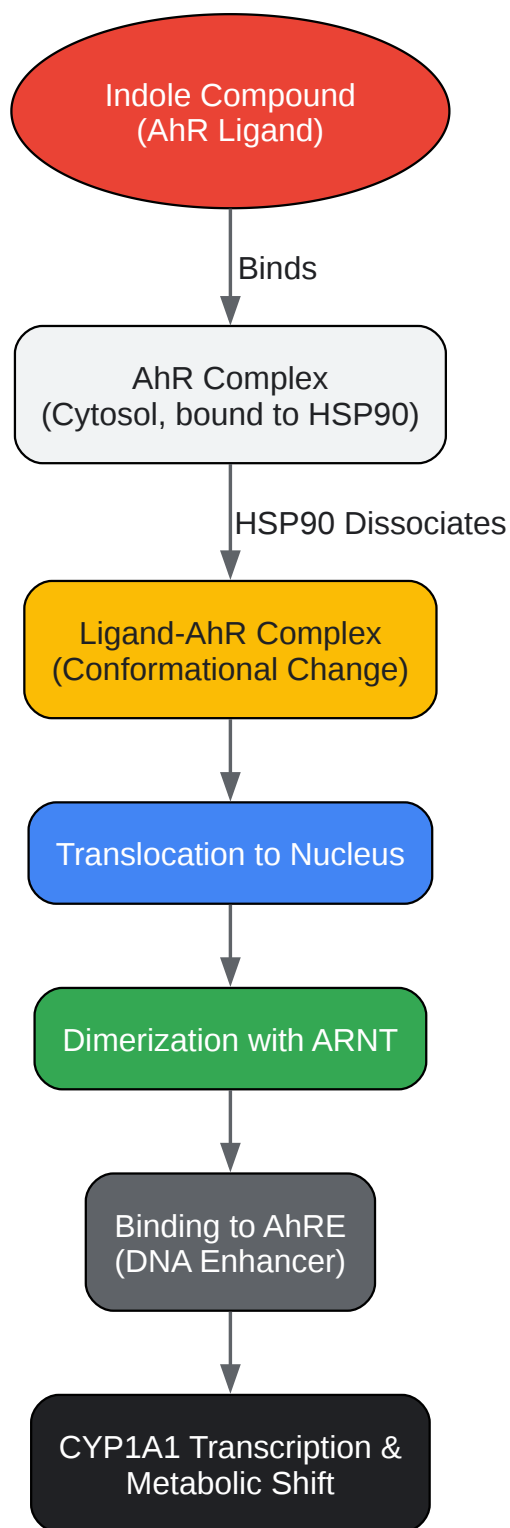 Indole Compound
(AhR Ligand)
Binds
AhR Complex
(Cytosol, bound to HSP90)
HSP90 Dissociates
Ligand-AhR Complex
(Conformational Change)
Translocation to Nucleus
Dimerization with ARNT
Binding to AhRE
(DNA Enhancer)
CYP1A1 Transcription &
Metabolic Shift